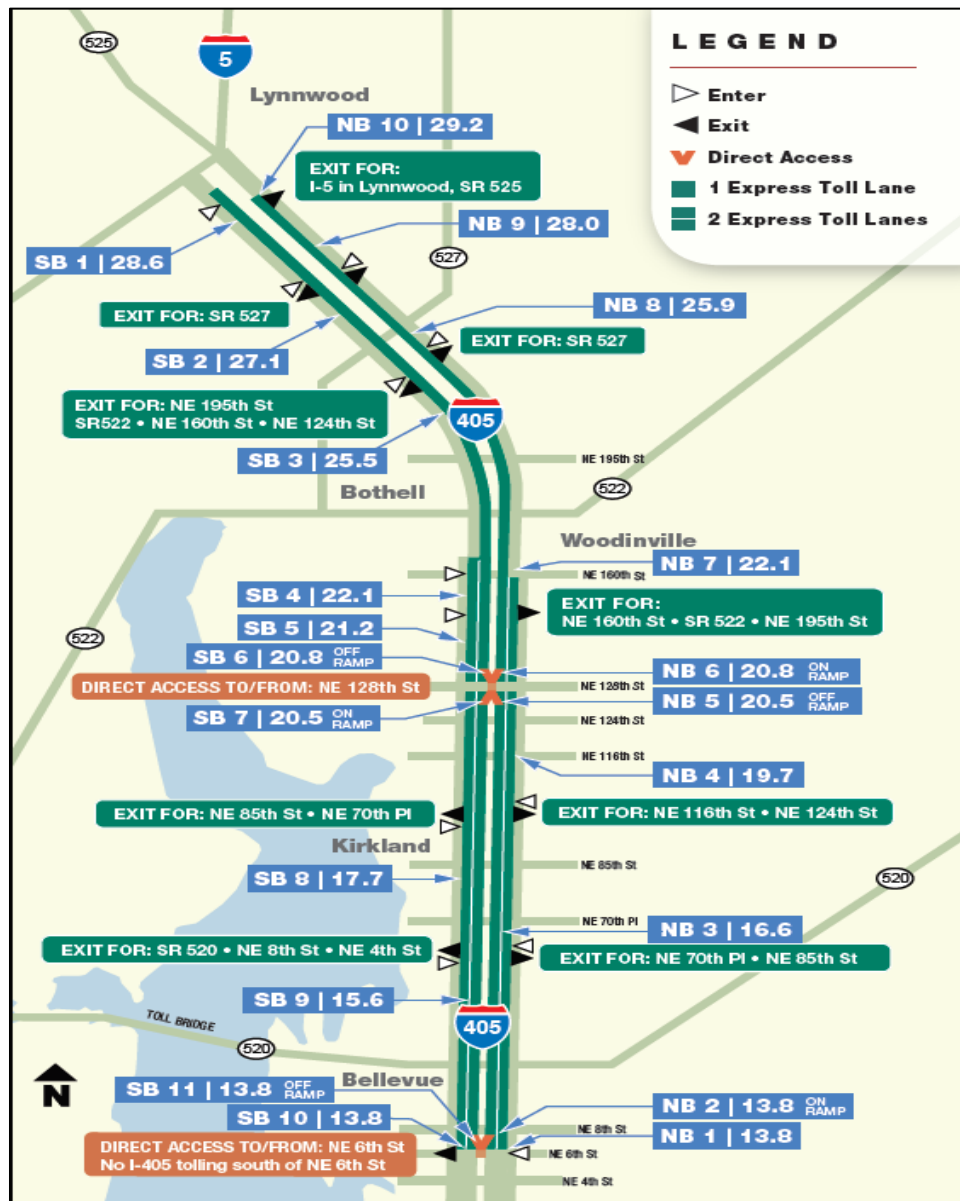 525
5
Lynnwood
LEGEND
Enter
Exit
Direct Access
1 Express Toll Lane
2 Express Toll Lanes
NB 10 | 29.2
EXIT FOR:
I-5 in Lynnwood, SR 525
NB 9 | 28.0
527
SB 1 | 28.6
NB 8 | 25.9
EXIT FOR: SR 527
EXIT FOR: SR 527
SB 2 | 27.1
EXIT FOR: NE 195th St
SR522 • NE 160th St • NE 124th St
405
SB 3 | 25.5
NE 195th St
522
Bothell
Woodinville
NB 7 | 22.1
NE 160th St
SB 4 | 22.1
EXIT FOR:
NE 160th St • SR 522 • NE 195th St
SB 5 | 21.2
522
SB 6 | 20.8 OFF RAMP
NB 6 | 20.8 ON RAMP
DIRECT ACCESS TO/FROM: NE 128th St
NE 128th St
SB 7 | 20.5 ON RAMP
NB 5 | 20.5 OFF RAMP
NE 124th St
NE 116th St
NB 4 | 19.7
EXIT FOR: NE 85th St • NE 70th Pl
EXIT FOR: NE 116th St • NE 124th St
Kirkland
NE 85th St
SB 8 | 17.7
520
NE 70th Pl
NB 3 | 16.6
EXIT FOR: SR 520 • NE 8th St • NE 4th St
EXIT FOR: NE 70th Pl • NE 85th St
SB 9 | 15.6
TOLL BRIDGE
405
520
N
Bellevue
SB 11 | 13.8 OFF RAMP
NB 2 | 13.8 ON RAMP
SB 10 | 13.8
NE 8th St
NB 1 | 13.8
DIRECT ACCESS TO/FROM: NE 6th St
No I-405 tolling south of NE 6th St
NE 6th St
NE 4th St